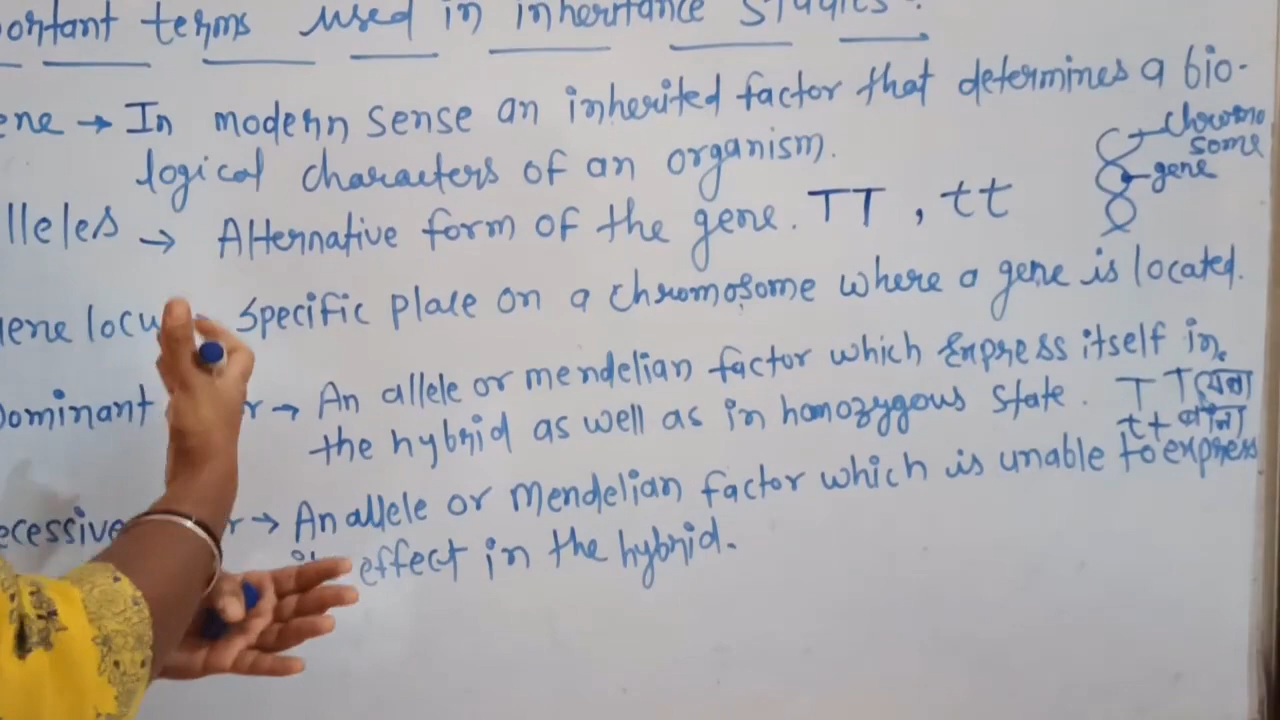 ortant terms used in inheritance studies.
ene → In modern sense an inherited factor that determines a bio-
logical characters of an organism.
chromo
some
gene
lleles → Alternative form of the gene. TT, tt
ene locu Specific place on a chromosome where a gene is located.
Dominant r → An allele or mendelian factor which Express itself in
the hybrid as well as in homozygous state. T T
tt
ecessive r → An allele or Mendelian factor which is unable to express
effect in the hybrid.